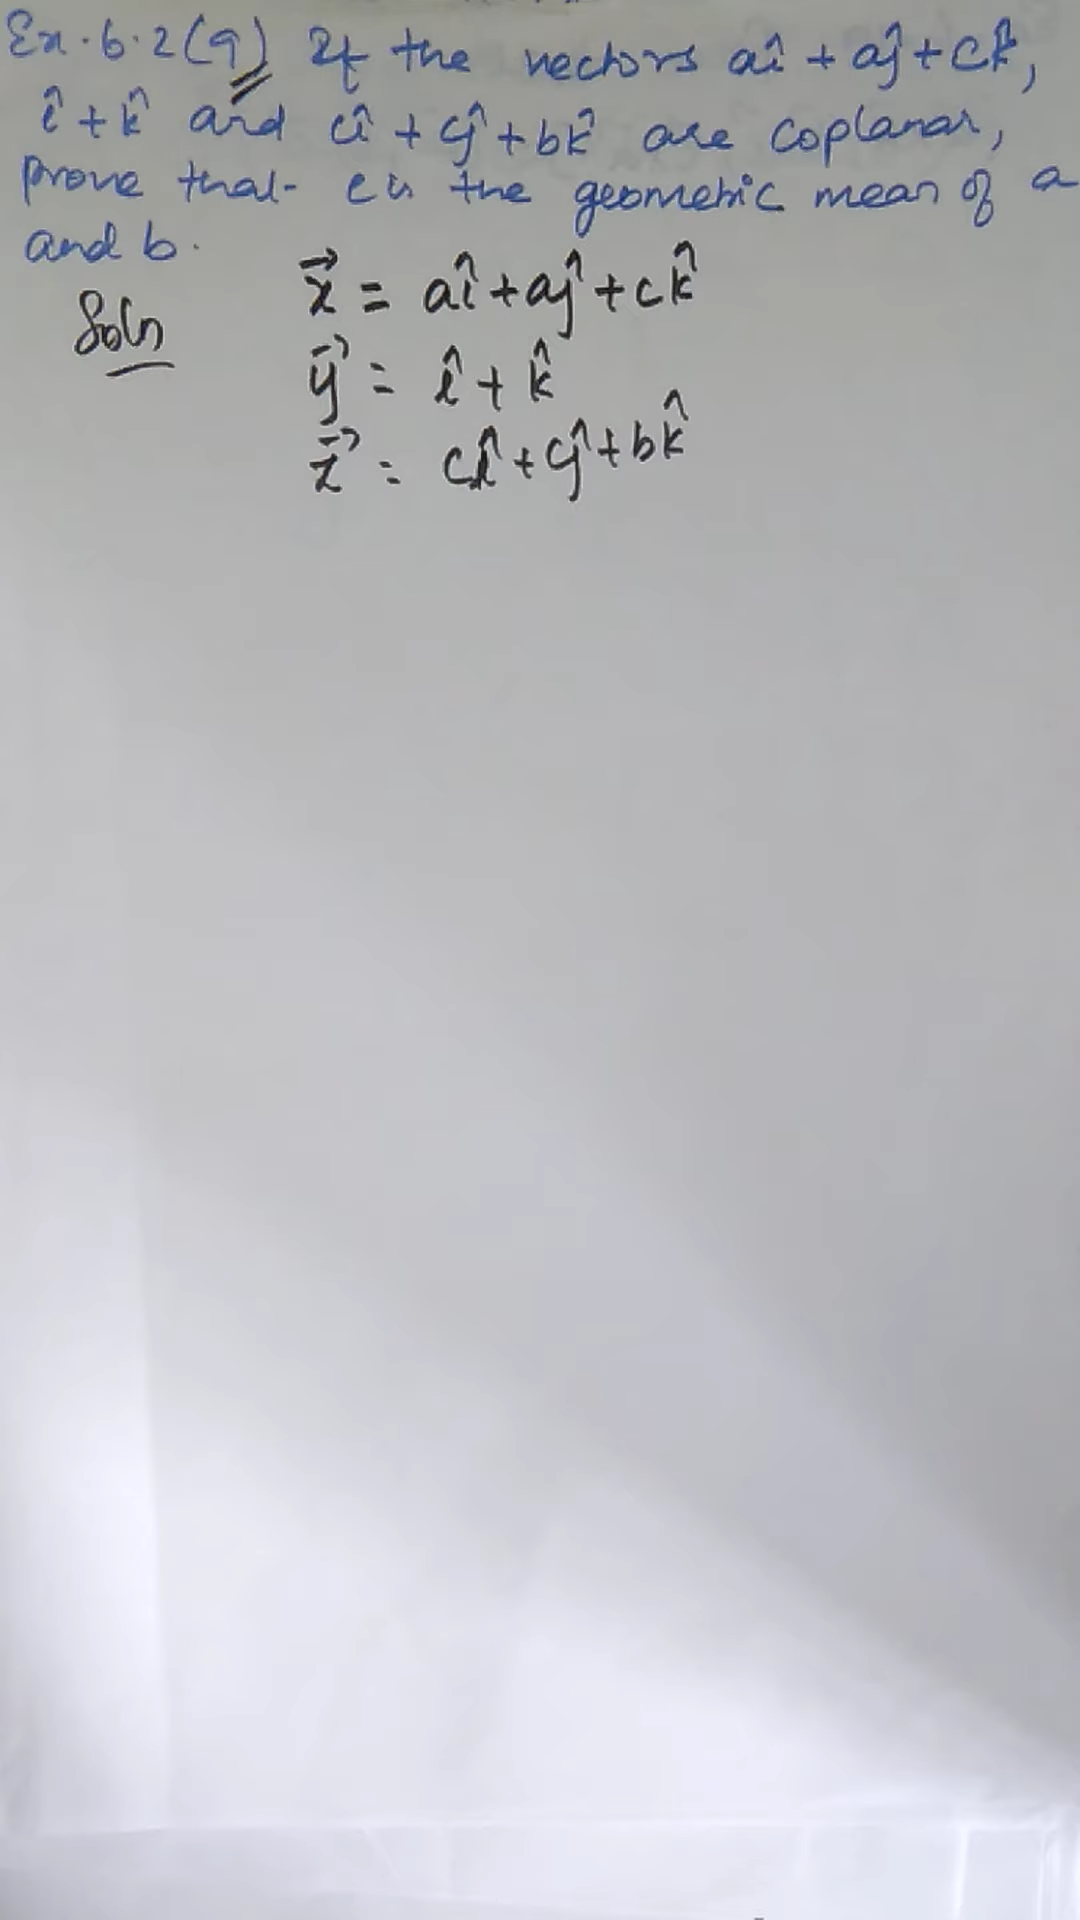 Ex.6.2(9) If the vectors aî + aĵ + ck̂,
î + k̂ and cî + cĵ + bk̂ are coplanar,
prove that c is the geometric mean of a
and b.
Soln
x⃗ = aî + aĵ + ck̂
y⃗ = î + k̂
z⃗ = cî + cĵ + bk̂